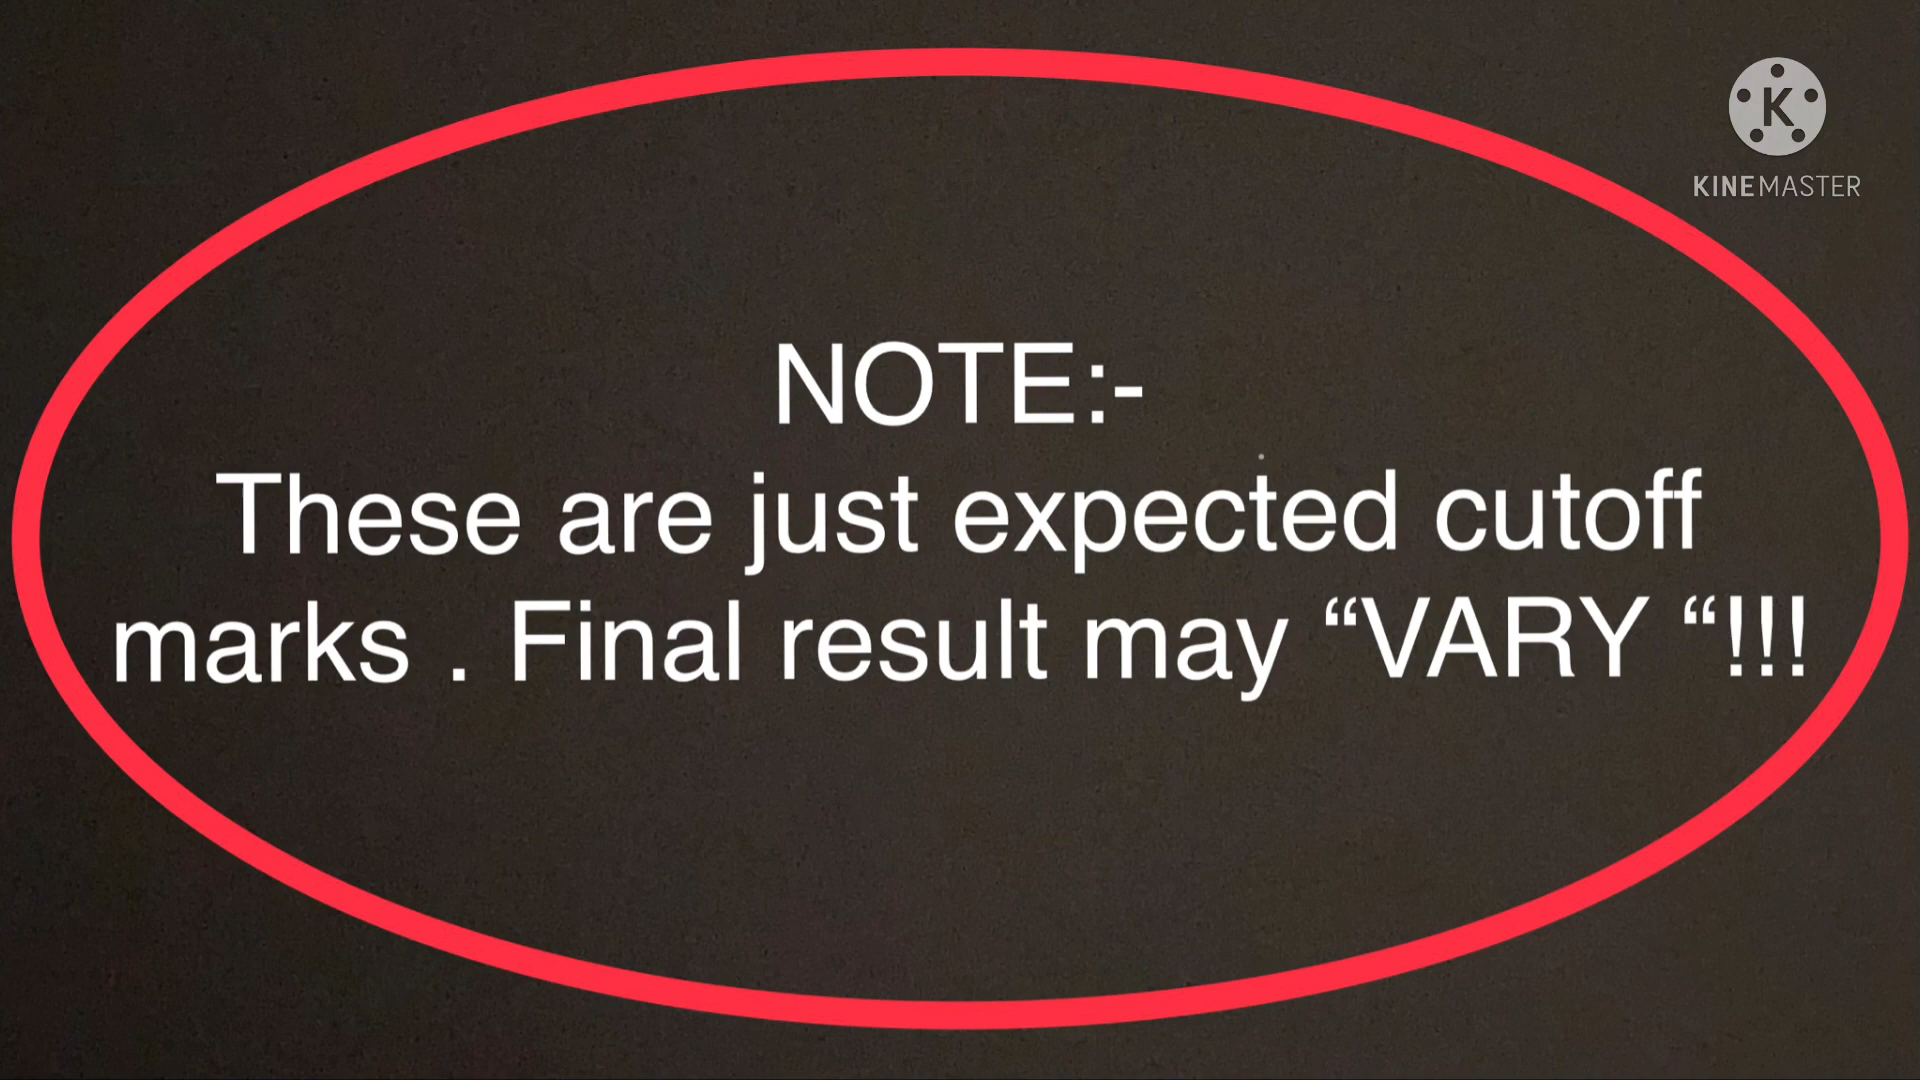 K
KINEMASTER
NOTE:-
These are just expected cutoff
marks . Final result may “VARY “!!!